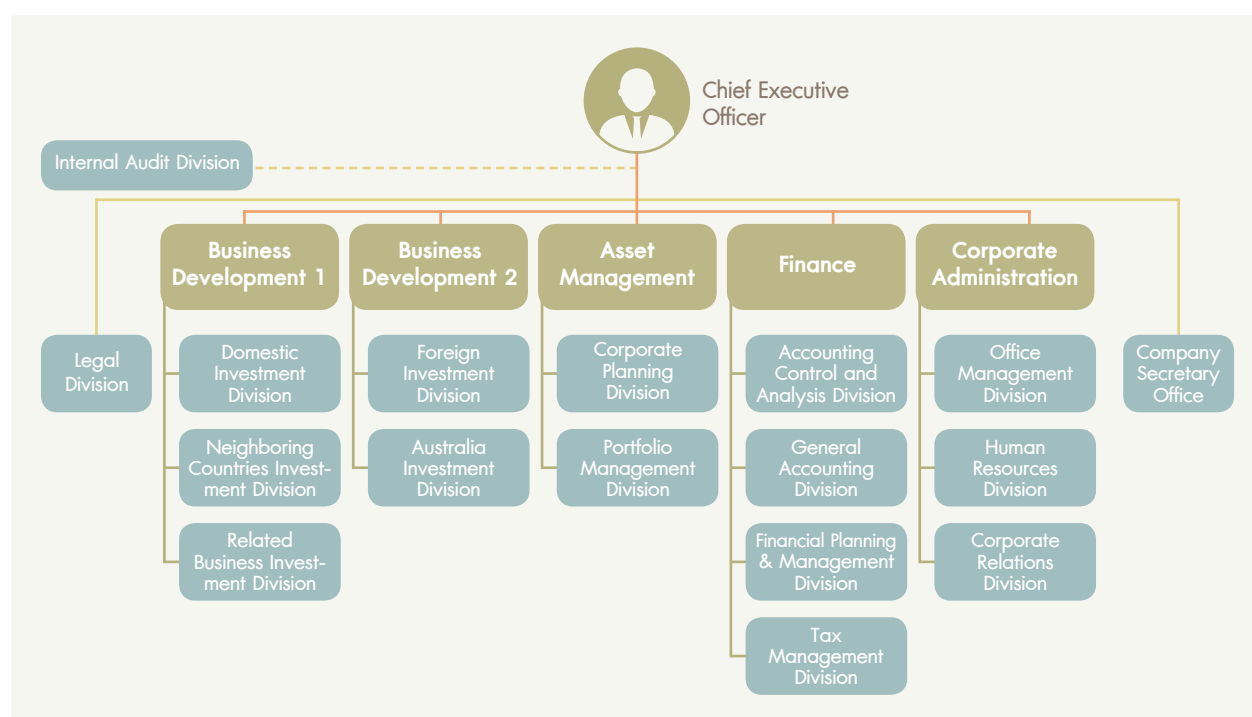 Chief Executive
Officer
Internal Audit Division
Business
Development 1
Business
Development 2
Asset
Management
Finance
Corporate
Administration
Legal
Division
Domestic
Investment
Division
Neighboring
Countries Invest-
ment Division
Related
Business Invest-
ment Division
Foreign
Investment
Division
Australia
Investment
Division
Corporate
Planning
Division
Portfolio
Management
Division
Accounting
Control and
Analysis Division
General
Accounting
Division
Financial Planning
& Management
Division
Tax
Management
Division
Office
Management
Division
Human
Resources
Division
Corporate
Relations
Division
Company
Secretary
Office